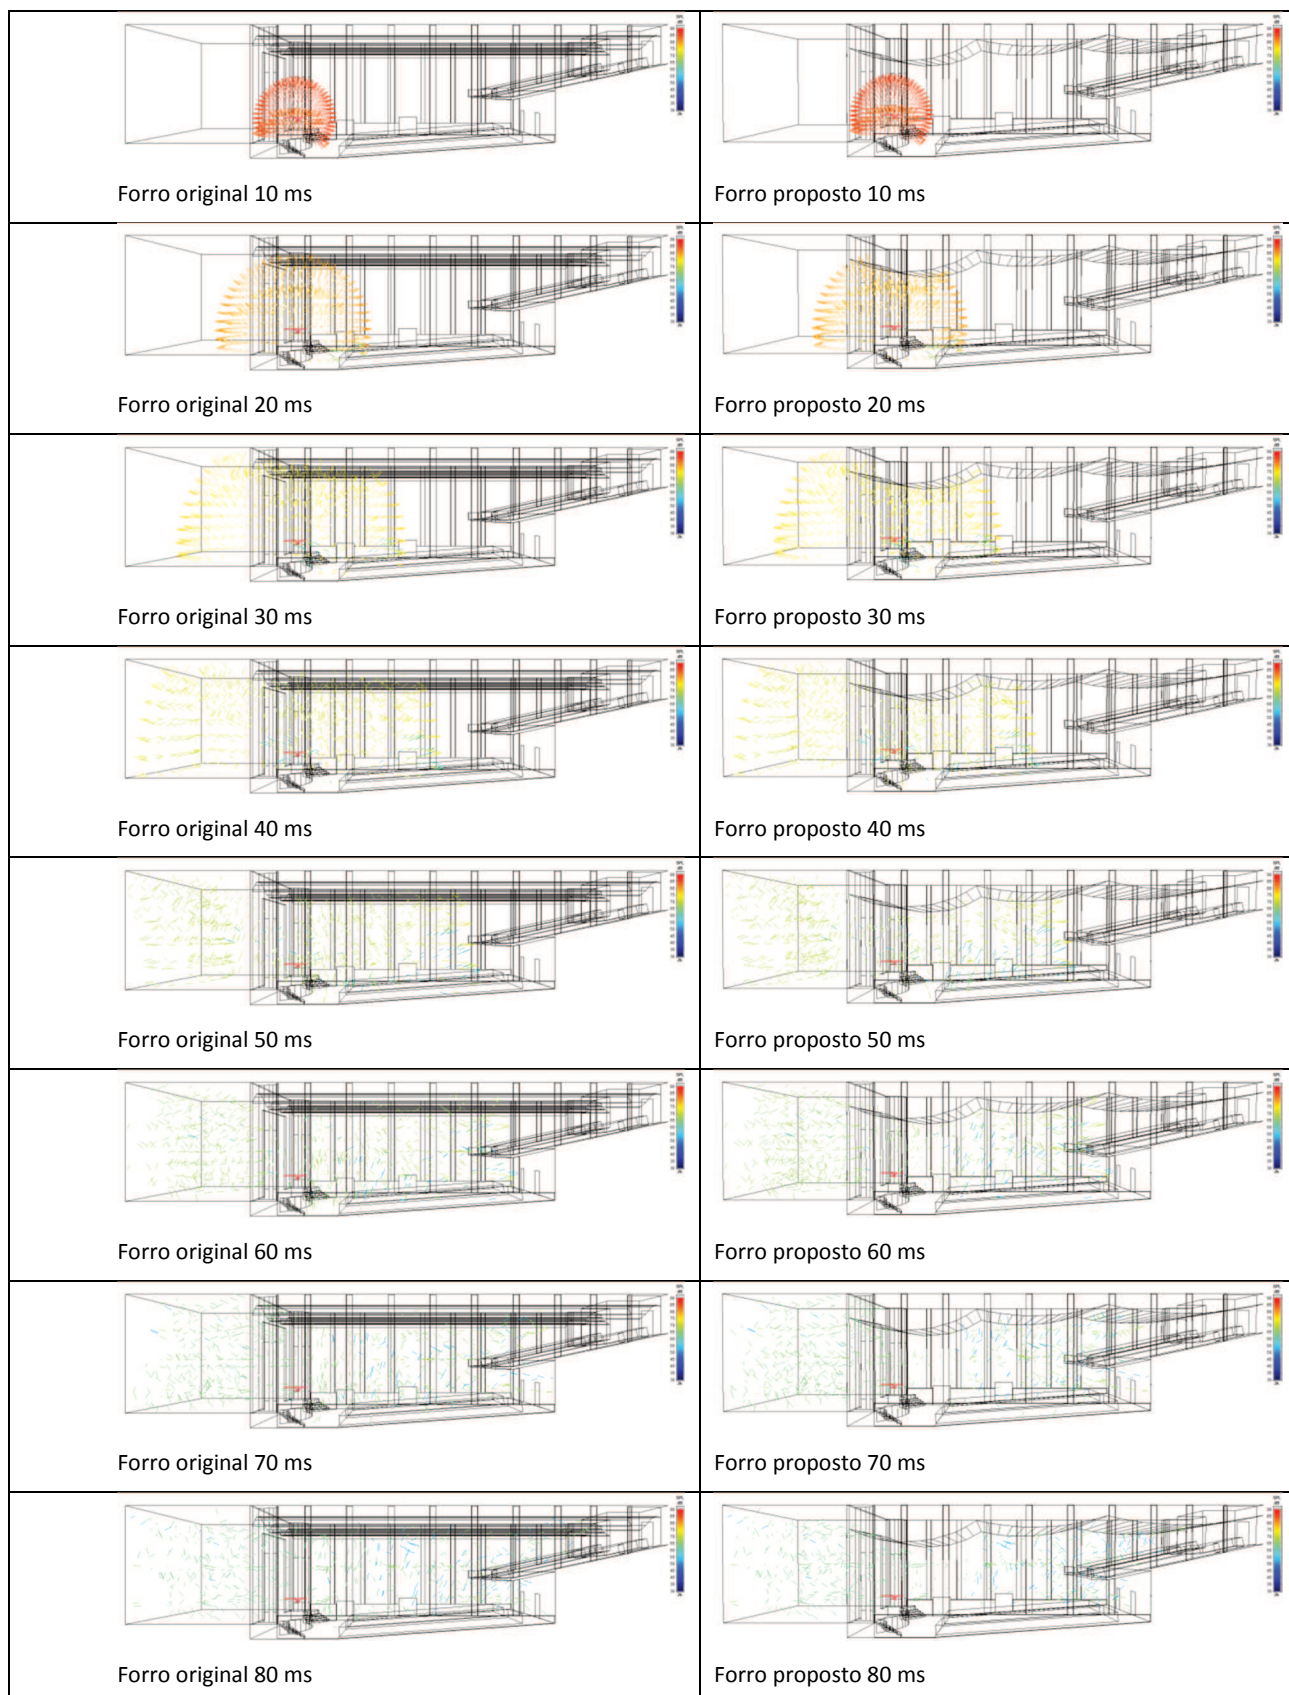 Forro original 10 ms
Forro proposto 10 ms
Forro original 20 ms
Forro proposto 20 ms
Forro original 30 ms
Forro proposto 30 ms
Forro original 40 ms
Forro proposto 40 ms
Forro original 50 ms
Forro proposto 50 ms
Forro original 60 ms
Forro proposto 60 ms
Forro original 70 ms
Forro proposto 70 ms
Forro original 80 ms
Forro proposto 80 ms